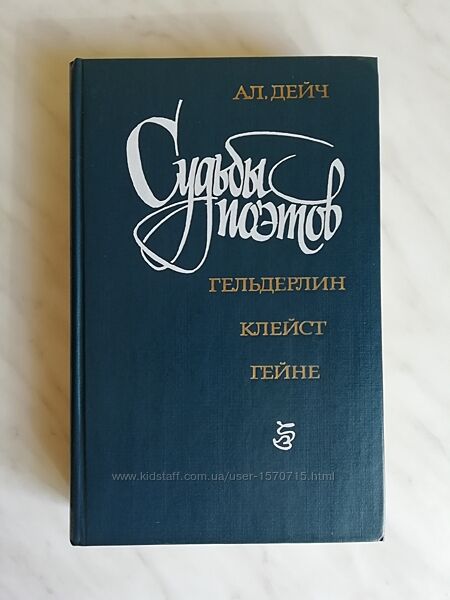 АЛ. ДЕЙЧ
Судьбы
поэтов
ГЕЛЬДЕРЛИН
КЛЕЙСТ
ГЕЙНЕ
www.kidstaff.com.ua/user-1570715.html